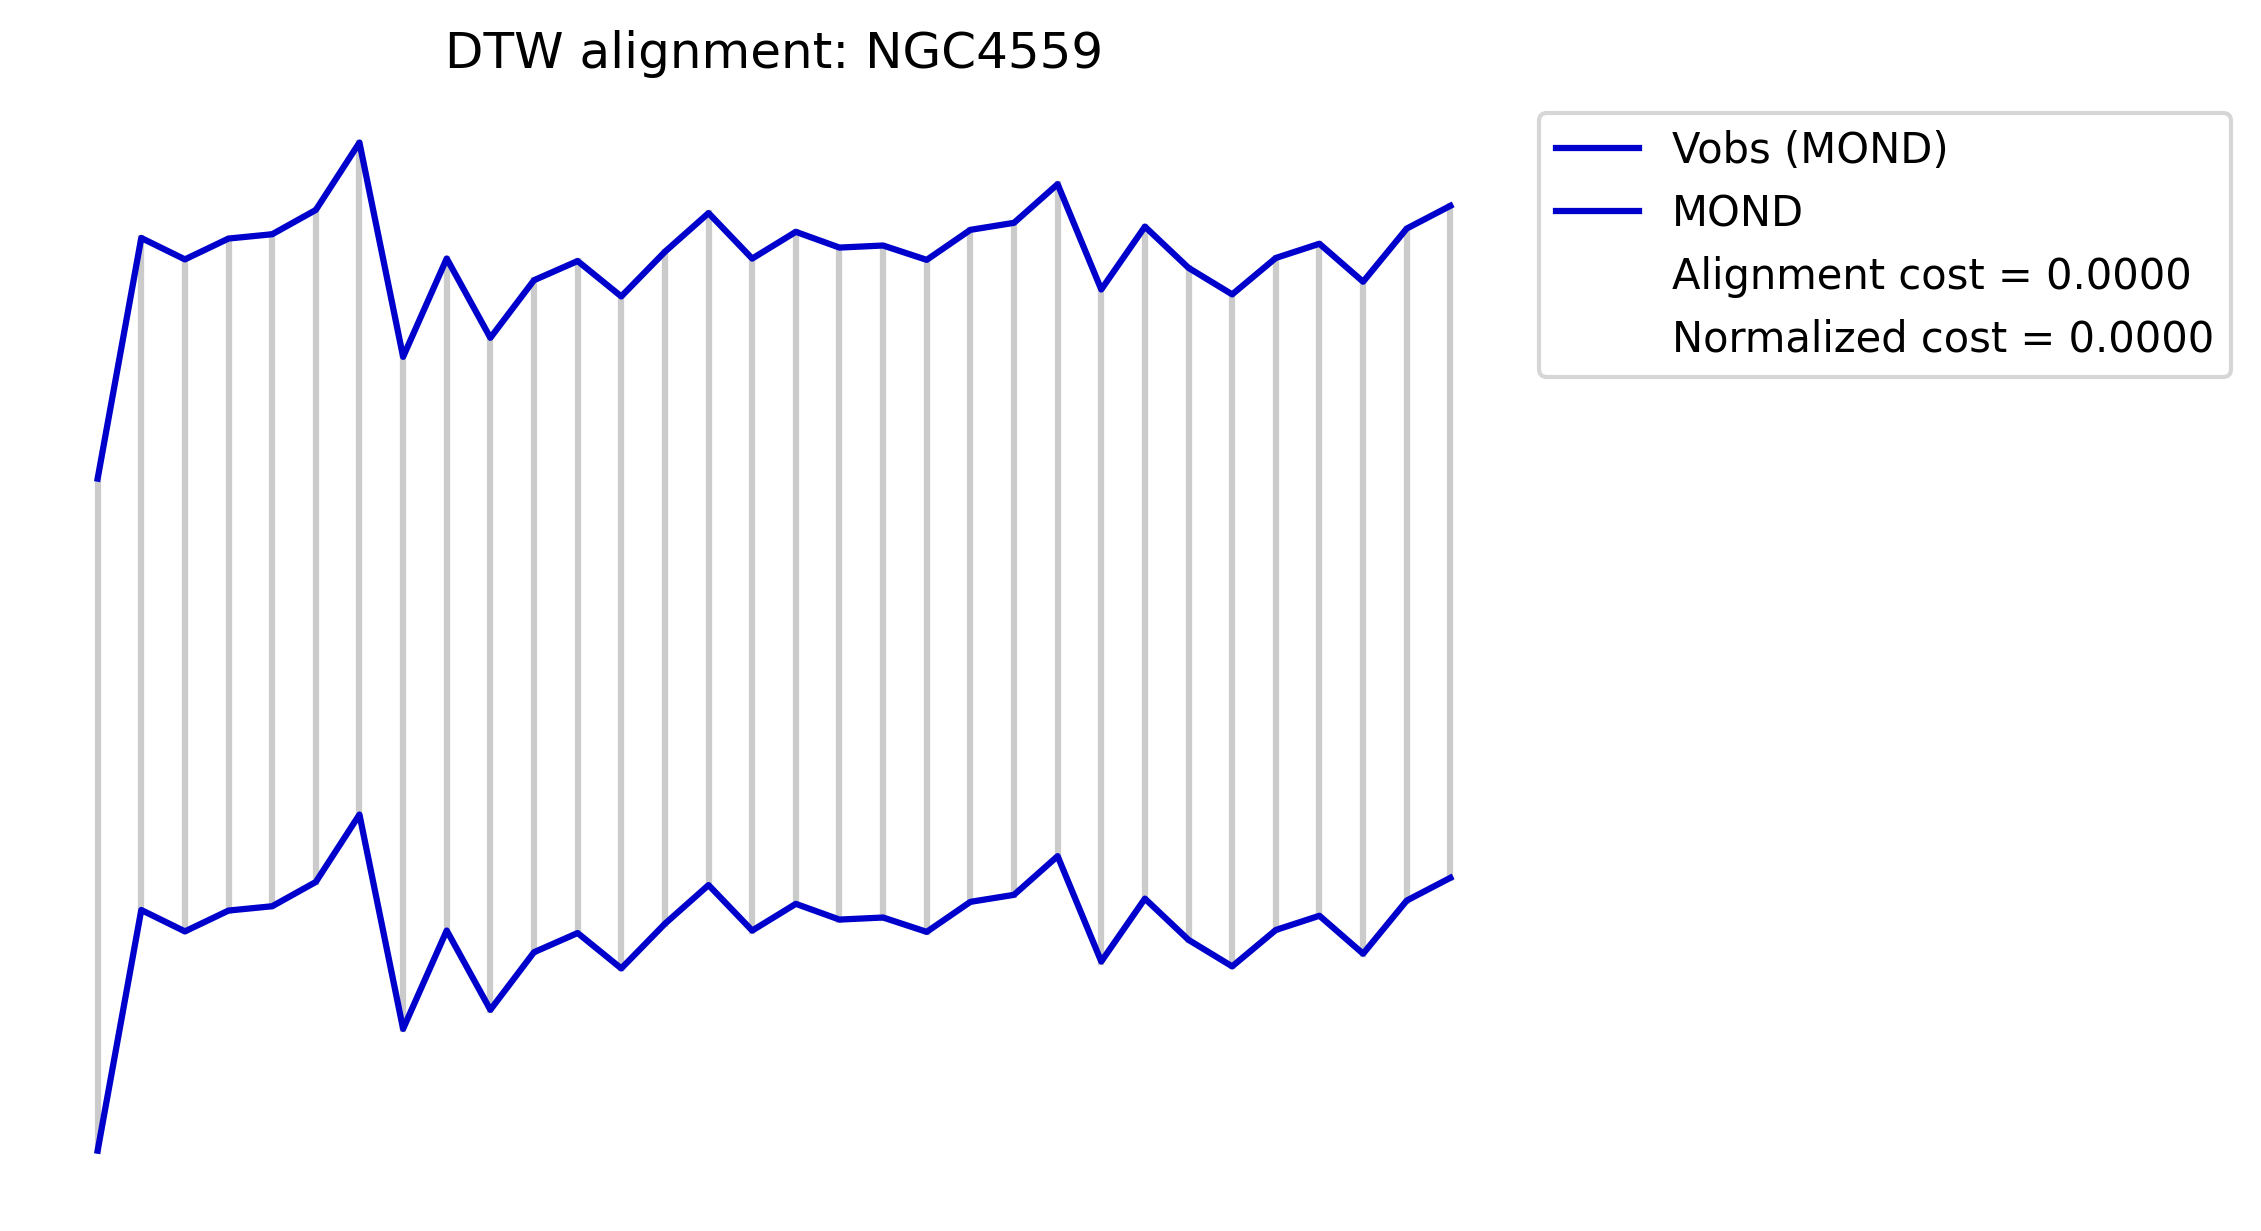 DTW alignment: NGC4559
Vobs (MOND)
MOND
Alignment cost = 0.0000
Normalized cost = 0.0000